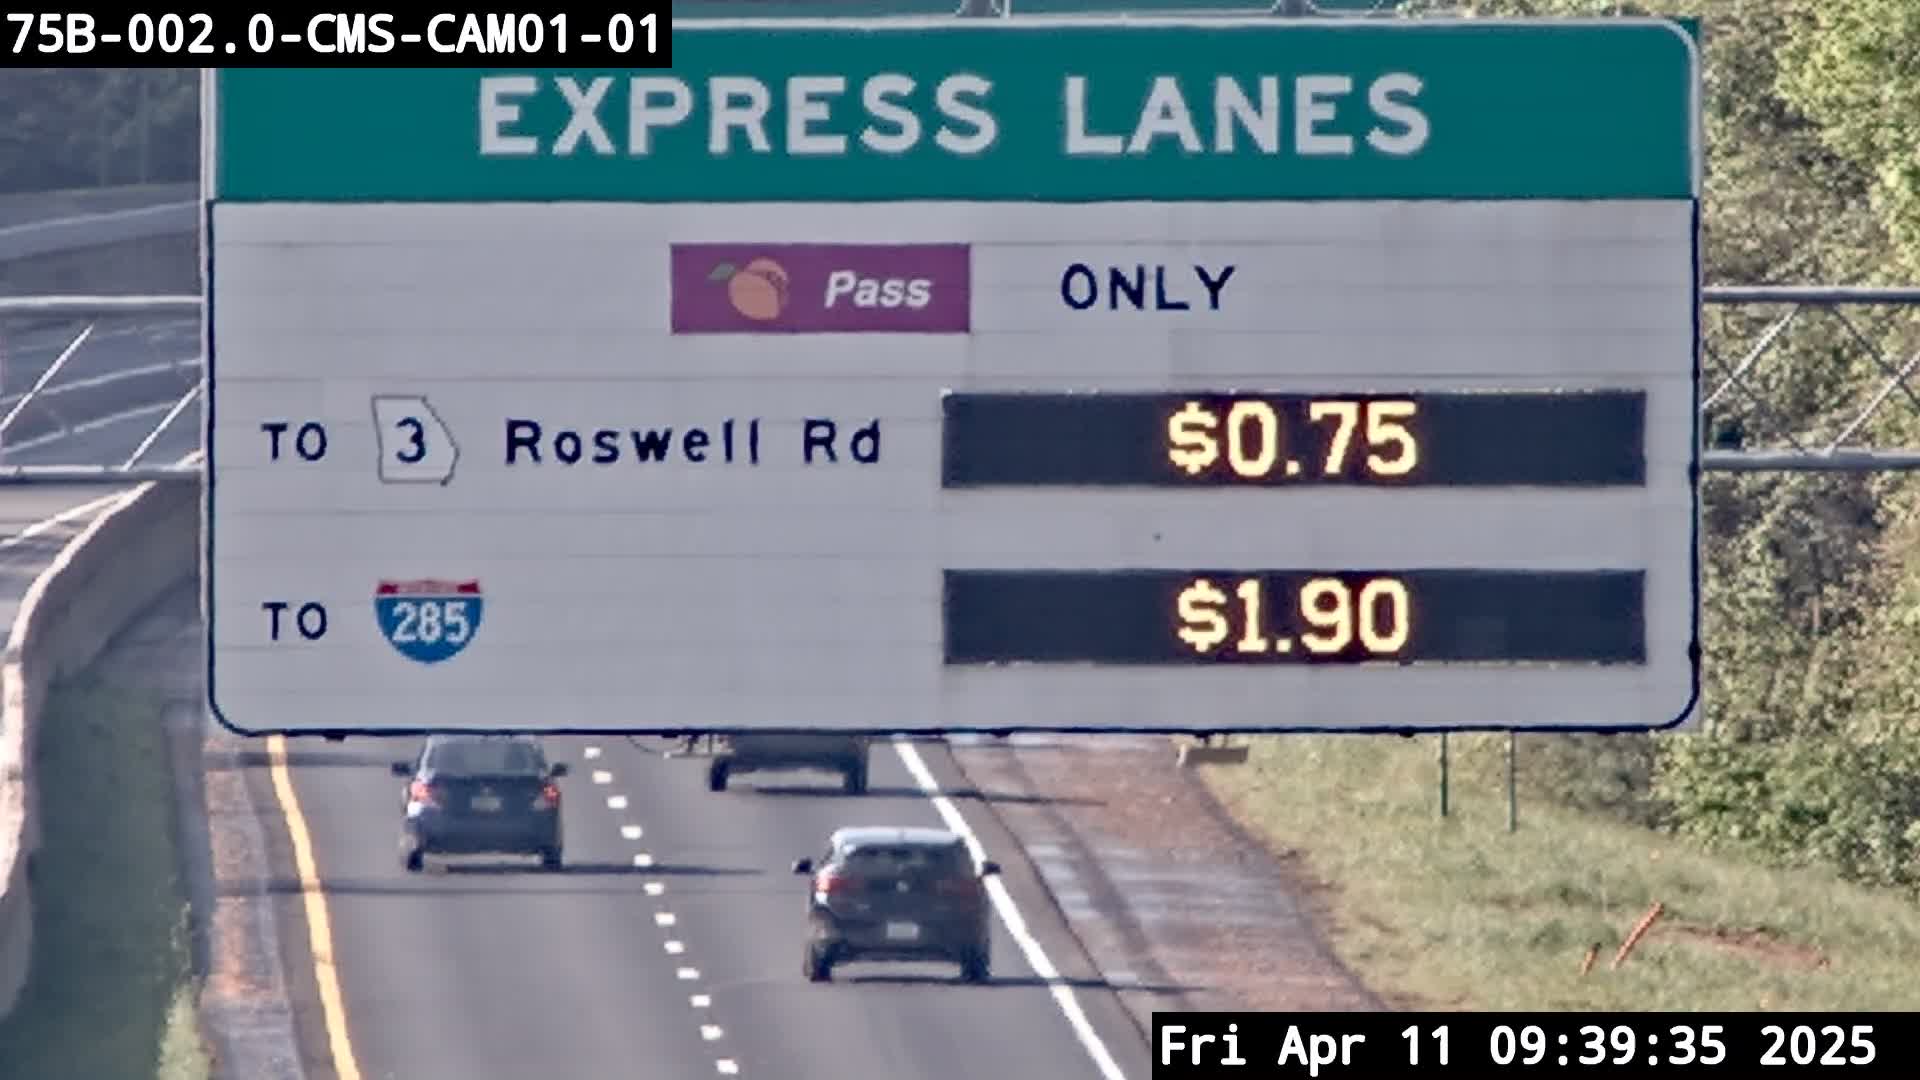 75B-002.0-CMS-CAM01-01
EXPRESS LANES
Pass ONLY
TO 3 Roswell Rd $0.75
TO 285 $1.90
Fri Apr 11 09:39:35 2025